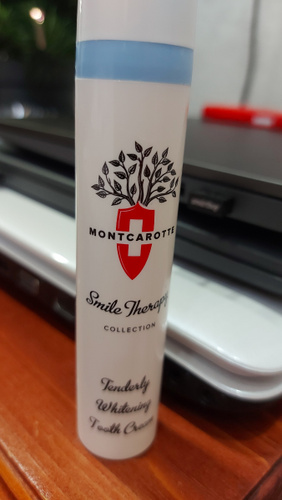 MONTCAROTTE
Smile Therapy
COLLECTION
Tenderly
Whitening
Tooth Cream